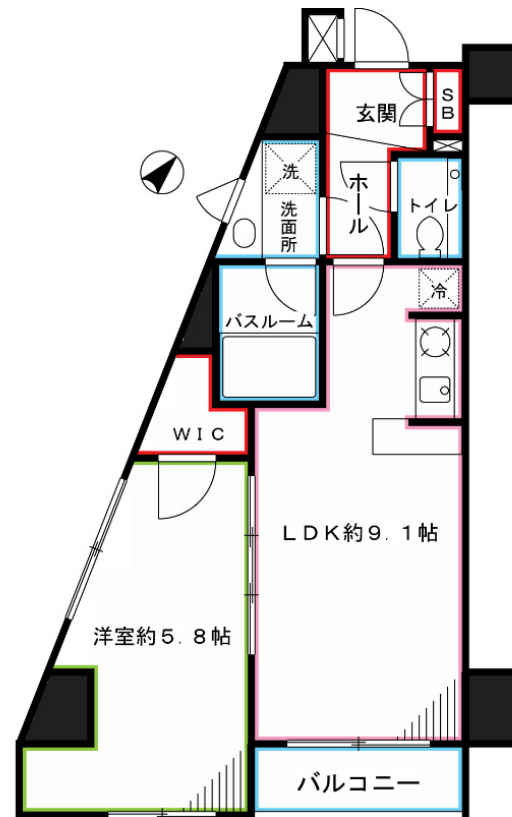 玄関
SB
ホール
トイレ
洗
洗面所
冷
バスルーム
WIC
LDK約9.1帖
洋室約5.8帖
バルコニー